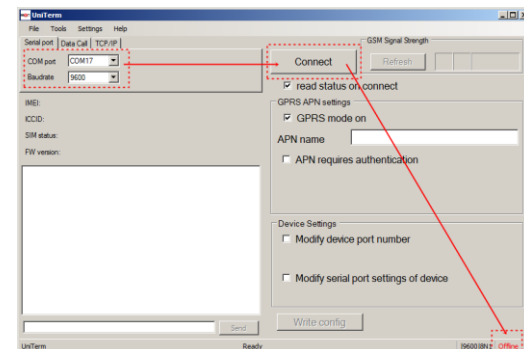 UniTerm
File Tools Settings Help
Serial port Data Call TCP/IP
COM port COM17
Baudrate 9600
Connect
GSM Signal Strength
Refresh
read status on connect
IMEI:
ICCID:
SIM status:
FW version:
GPRS APN settings
GPRS mode on
APN name
APN requires authentication
Device Settings
Modify device port number
Modify serial port settings of device
Send
Write config
UniTerm Ready |9600|8N1 Offline